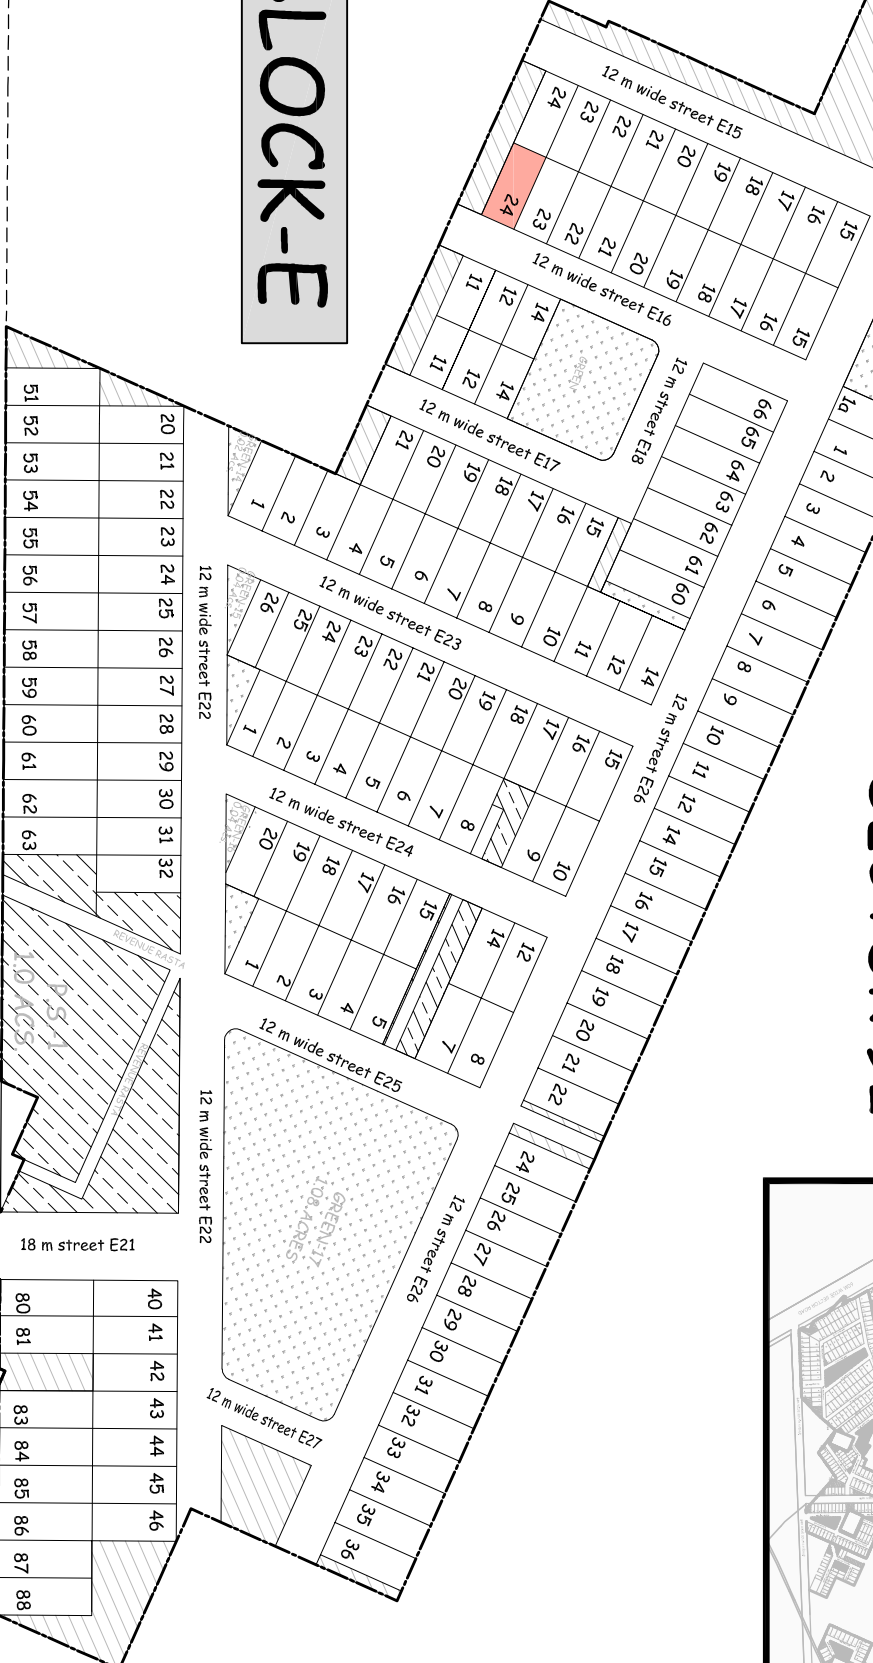 LOCK-E
12 m wide street E15
24 23 22 21 20 19 18 17 16 15
24 23 22 21 20 19 18 17 16 15
12 m wide street E16
11 12 14
11 12 14
GREEN
12 m street E18
66 65 64 63 62 61 60
12 m wide street E17
21 20 19 18 17 16 15
1 2 3 4 5 6 7 8 9 10 11 12 14
12 m wide street E23
26 25 24 23 22 21 20 19 18 17 16 15
1 2 3 4 5 6 7 8 9 10
12 m wide street E24
20 19 18 17 16 15 14 12
1 2 3 4 5 7 8
12 m wide street E25
GREEN-17
1.08 ACRES
12 m wide street E27
12 m street E26
12 m street E26
1a 1 2 3 4 5 6 7 8 9 10 11 12 14 15 16 17 18 19 20 21 22
24 25 26 27 28 29 30 31 32 33 34 35 36
12 m wide street E22
12 m wide street E22
51 52 53 54 55 56 57 58 59 60 61 62 63
20 21 22 23 24 25 26 27 28 29 30 31 32
REVENUE RASTA
REVENUE RASTA
P.S-1
1.0 ACS.
18 m street E21
80 81 83 84 85 86 87 88
40 41 42 43 44 45 46